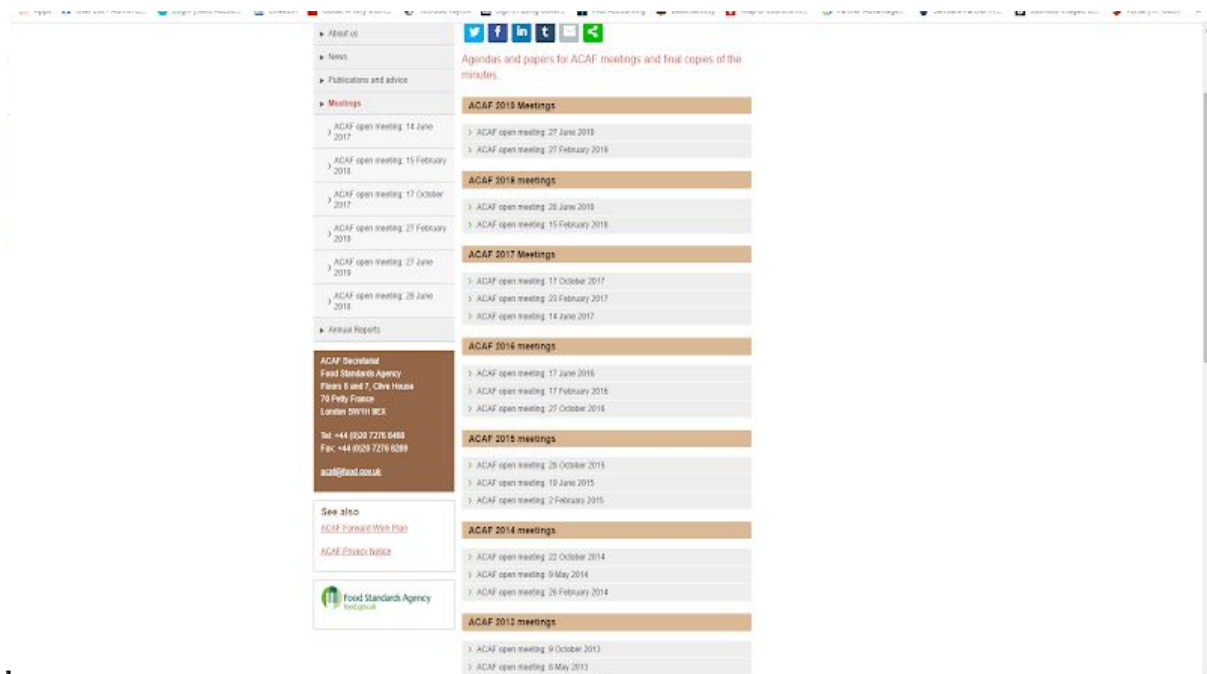 About us
News
Publications and advice
Meetings
ACAF open meeting: 14 June
2017
ACAF open meeting: 15 February
2018
ACAF open meeting: 17 October
2017
ACAF open meeting: 27 February
2019
ACAF open meeting: 27 June
2019
ACAF open meeting: 28 June
2018
Annual Reports
ACAF Secretariat
Food Standards Agency
Floors 6 and 7, Clive House
70 Petty France
London SW1H 9EX
Tel: +44 (0)20 7276 8468
Fax: +44 (0)20 7276 8289
acaf@food.gov.uk
See also
ACAF Forward Work Plan
ACAF Privacy Notice
Food Standards Agency
food.gov.uk
Agendas and papers for ACAF meetings and final copies of the
minutes.
ACAF 2019 Meetings
ACAF open meeting: 27 June 2019
ACAF open meeting: 27 February 2019
ACAF 2018 meetings
ACAF open meeting: 28 June 2018
ACAF open meeting: 15 February 2018
ACAF 2017 Meetings
ACAF open meeting: 17 October 2017
ACAF open meeting: 23 February 2017
ACAF open meeting: 14 June 2017
ACAF 2016 meetings
ACAF open meeting: 17 June 2016
ACAF open meeting: 17 February 2016
ACAF open meeting: 27 October 2016
ACAF 2015 meetings
ACAF open meeting: 28 October 2015
ACAF open meeting: 19 June 2015
ACAF open meeting: 2 February 2015
ACAF 2014 meetings
ACAF open meeting: 22 October 2014
ACAF open meeting: 9 May 2014
ACAF open meeting: 26 February 2014
ACAF 2013 meetings
ACAF open meeting: 9 October 2013
ACAF open meeting: 8 May 2013